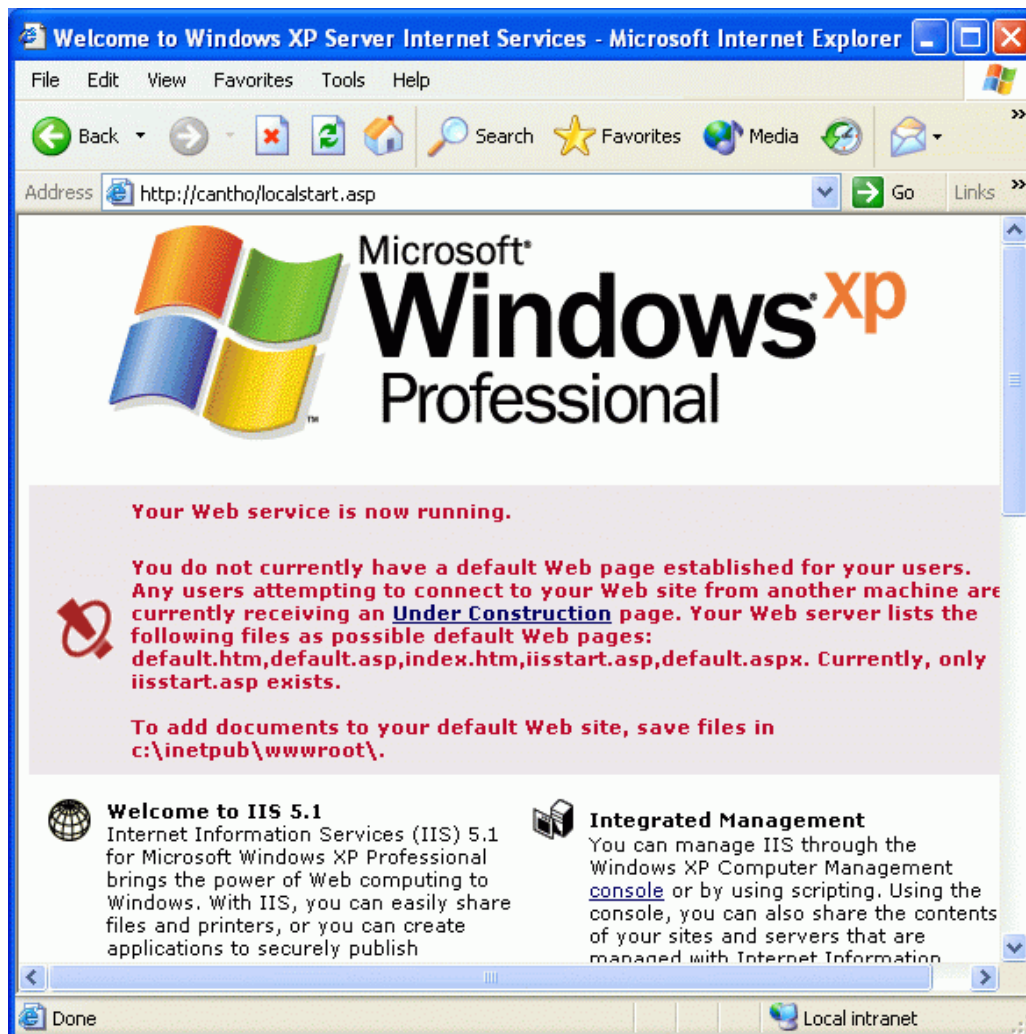 Welcome to Windows XP Server Internet Services - Microsoft Internet Explorer
File Edit View Favorites Tools Help
Back Search Favorites Media
Address http://cantho/localstart.asp Go Links
Microsoft
Windows xp
Professional
Your Web service is now running.
You do not currently have a default Web page established for your users.
Any users attempting to connect to your Web site from another machine are
currently receiving an Under Construction page. Your Web server lists the
following files as possible default Web pages:
default.htm,default.asp,index.htm,iisstart.asp,default.aspx. Currently, only
iisstart.asp exists.
To add documents to your default Web site, save files in
c:\inetpub\wwwroot\.
Welcome to IIS 5.1
Internet Information Services (IIS) 5.1
for Microsoft Windows XP Professional
brings the power of Web computing to
Windows. With IIS, you can easily share
files and printers, or you can create
applications to securely publish
Integrated Management
You can manage IIS through the
Windows XP Computer Management
console or by using scripting. Using the
console, you can also share the contents
of your sites and servers that are
managed with Internet Information
Done Local intranet